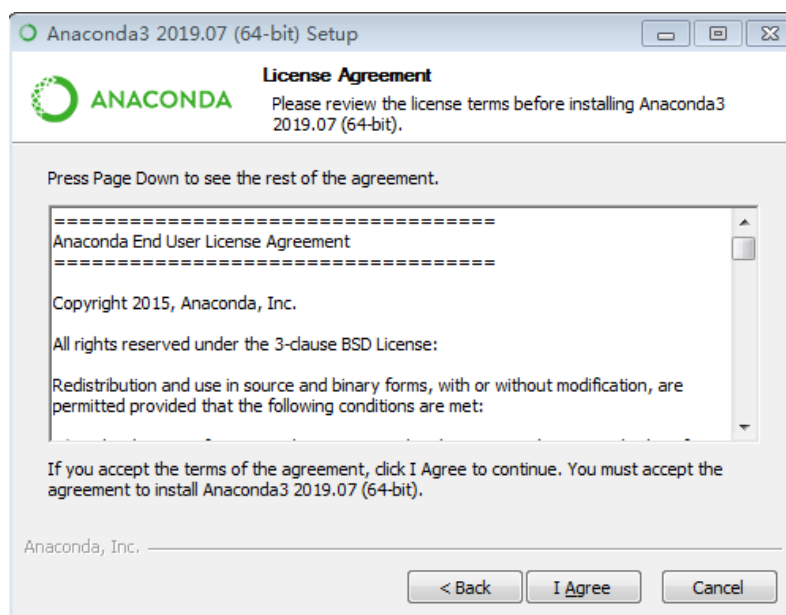 Anaconda3 2019.07 (64-bit) Setup
ANACONDA
License Agreement
Please review the license terms before installing Anaconda3
2019.07 (64-bit).
Press Page Down to see the rest of the agreement.
===================================
Anaconda End User License Agreement
===================================
Copyright 2015, Anaconda, Inc.
All rights reserved under the 3-clause BSD License:
Redistribution and use in source and binary forms, with or without modification, are
permitted provided that the following conditions are met:
If you accept the terms of the agreement, click I Agree to continue. You must accept the
agreement to install Anaconda3 2019.07 (64-bit).
Anaconda, Inc.
< Back
I Agree
Cancel